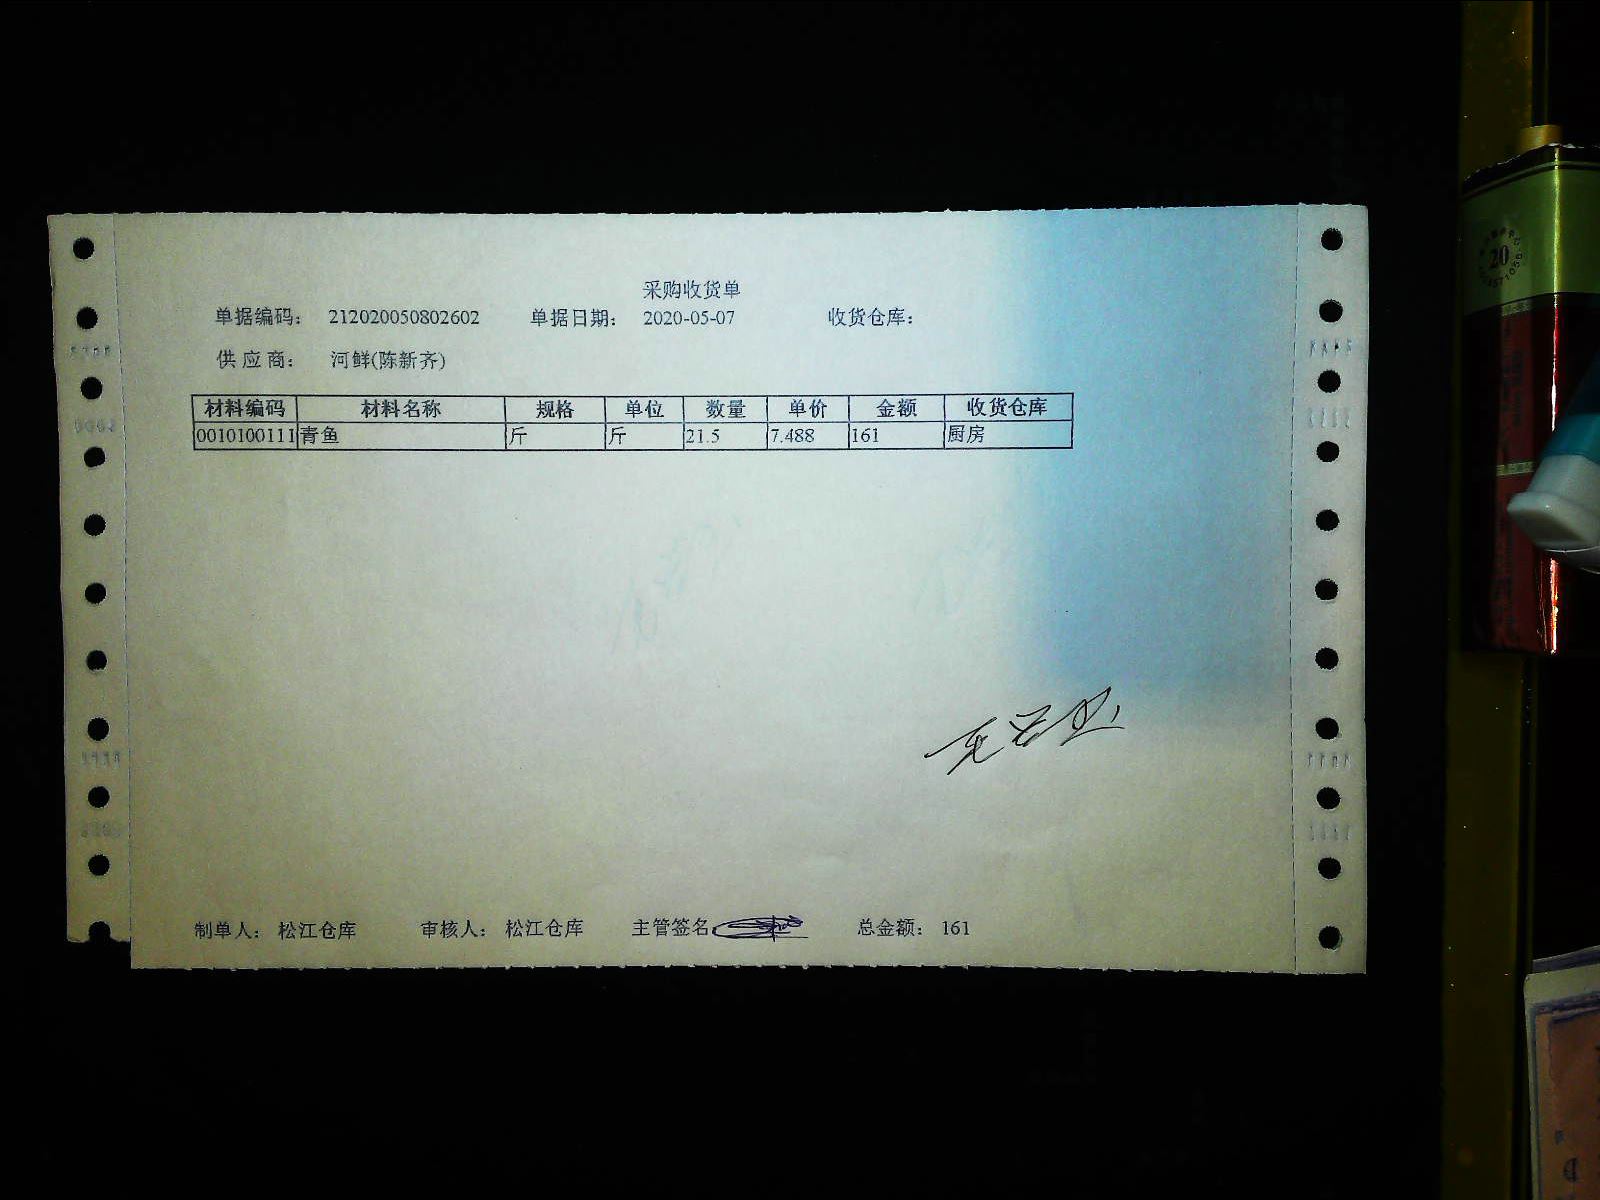 采购收货单
单据编码： 212020050802602 单据日期： 2020-05-07 收货仓库：
供应商： 河鲜(陈新齐)
材料编码 材料名称 规格 单位 数量 单价 金额 收货仓库
0010100111 青鱼 斤 斤 21.5 7.488 161 厨房
制单人： 松江仓库 审核人： 松江仓库 主管签名 总金额： 161
20